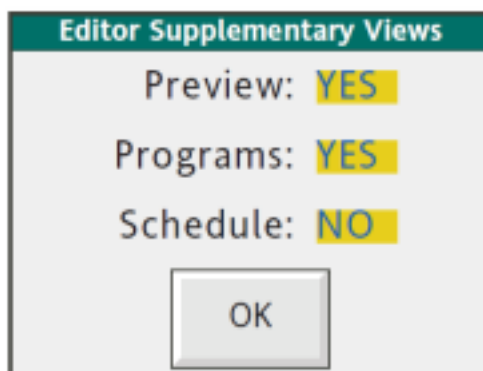 Editor Supplementary Views
Preview: YES
Programs: YES
Schedule: NO
OK